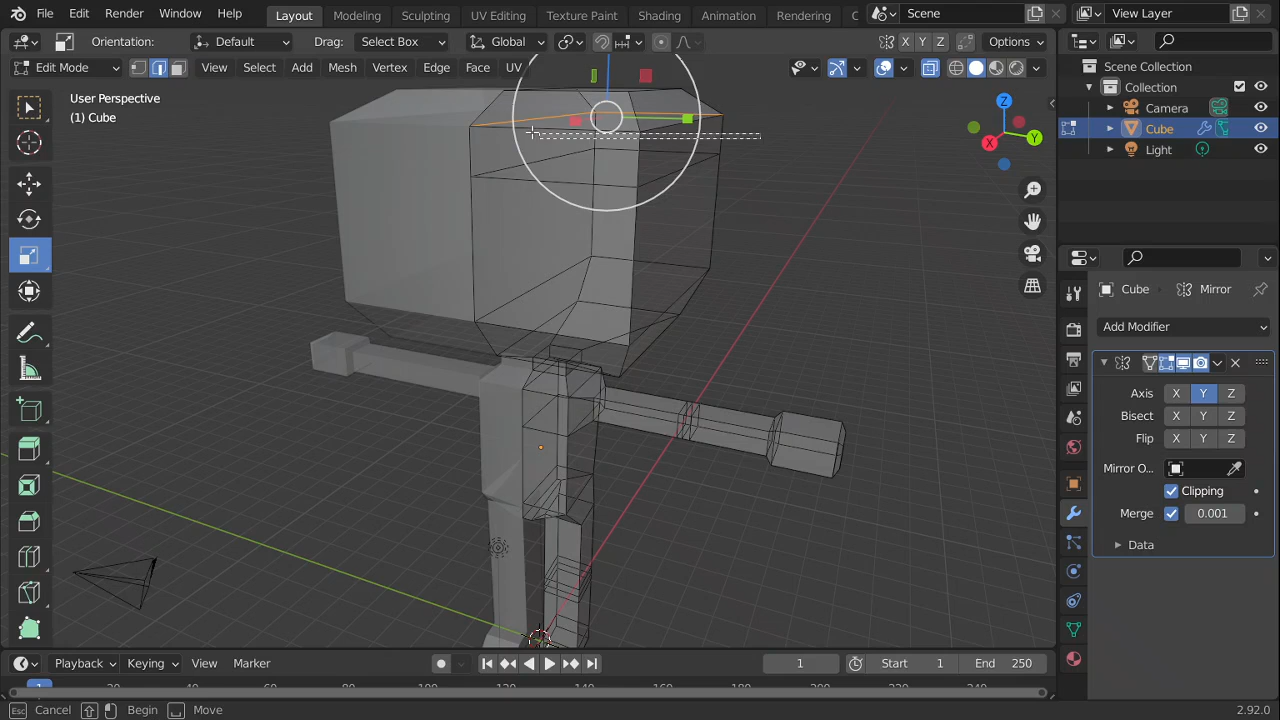 File Edit Render Window Help Layout Modeling Sculpting UV Editing Texture Paint Shading Animation Rendering C Scene View Layer
Orientation: Default Drag: Select Box Global X Y Z Options
Edit Mode View Select Add Mesh Vertex Edge Face UV
User Perspective
(1) Cube
Z
Y
X
Scene Collection
Collection
Camera
Cube
Light
Cube Mirror
Add Modifier
Axis X Y Z
Bisect X Y Z
Flip X Y Z
Mirror O...
Clipping
Merge 0.001
Data
Playback Keying View Marker 1 Start 1 End 250
1
Esc Cancel Begin Move 2.92.0